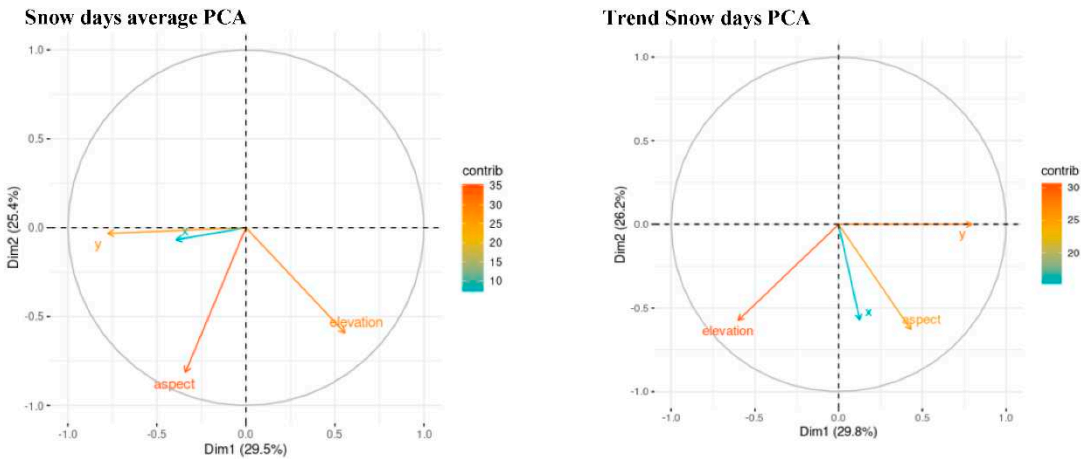 Snow days average PCA
1.0
0.5
0.0
-0.5
-1.0
Dim2 (25.4%)
y
x
elevation
aspect
-1.0 -0.5 0.0 0.5 1.0
Dim1 (29.5%)
contrib
35
30
25
20
15
10
Trend Snow days PCA
1.0
0.5
0.0
-0.5
-1.0
Dim2 (26.2%)
y
x
elevation
aspect
-1.0 -0.5 0.0 0.5 1.0
Dim1 (29.8%)
contrib
30
25
20